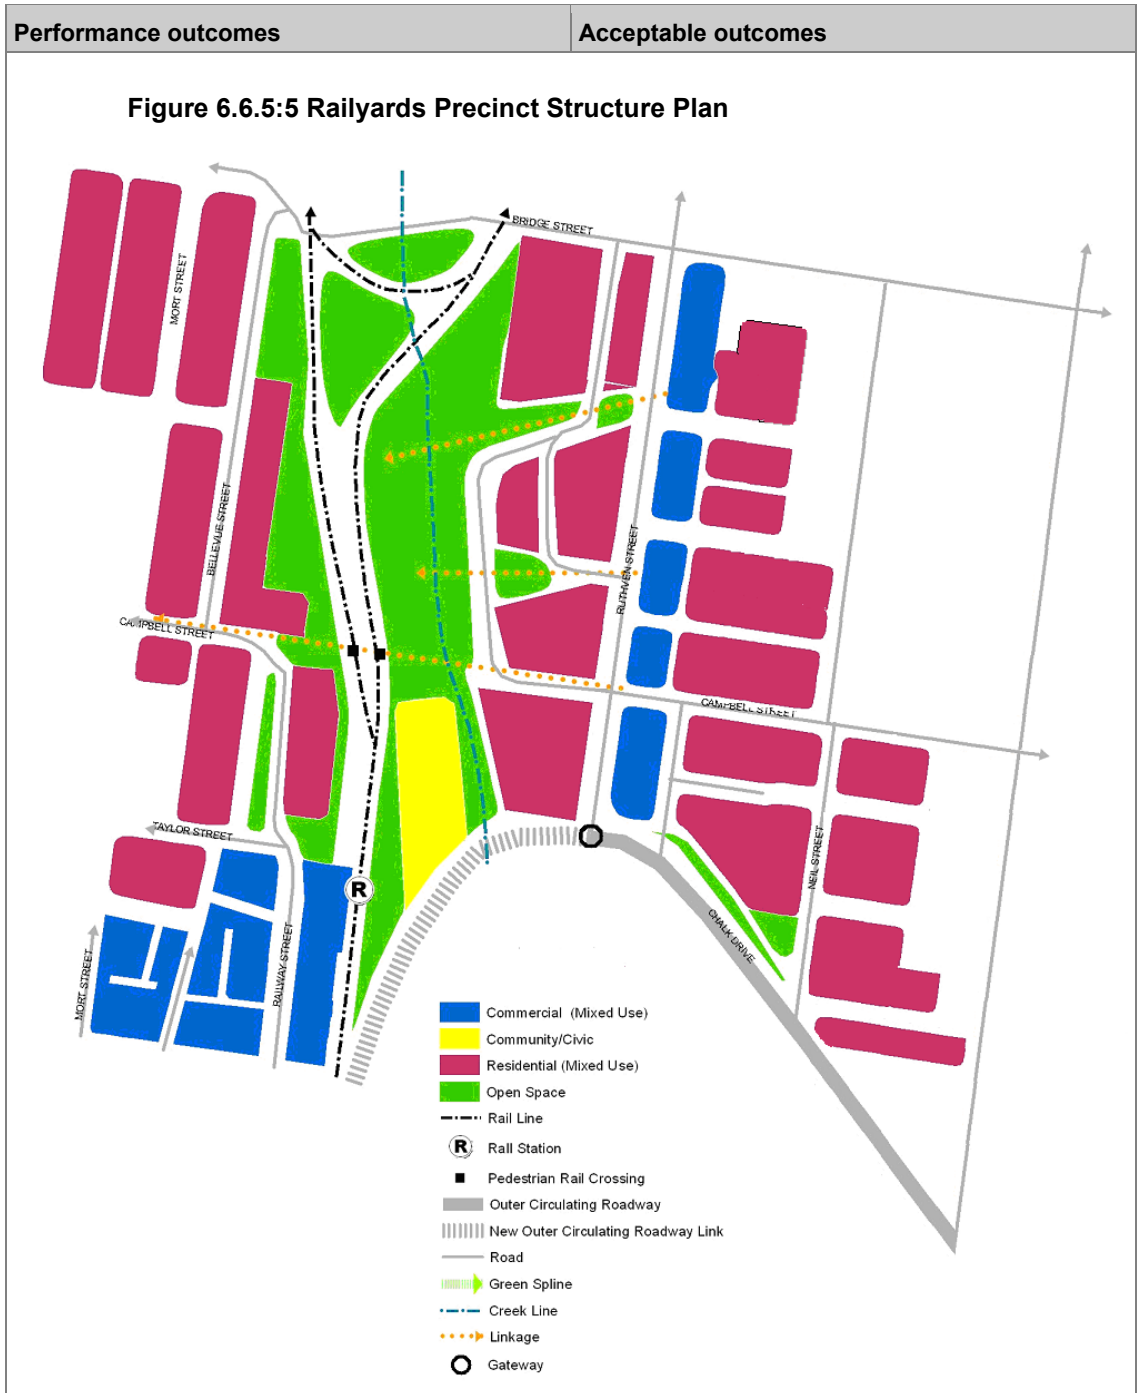 Performance outcomes
Acceptable outcomes
Figure 6.6.5:5 Railyards Precinct Structure Plan
BRIDGE STREET
MORT STREET
BELLEVUE STREET
RUTHVEN STREET
CAMPBELL STREET
CAMPBELL STREET
TAYLOR STREET
NEIL STREET
R
CHALK DRIVE
RAILWAY STREET
MORT STREET
Commercial (Mixed Use)
Community/Civic
Residential (Mixed Use)
Open Space
Rail Line
R Rail Station
Pedestrian Rail Crossing
Outer Circulating Roadway
New Outer Circulating Roadway Link
Road
Green Spline
Creek Line
Linkage
Gateway